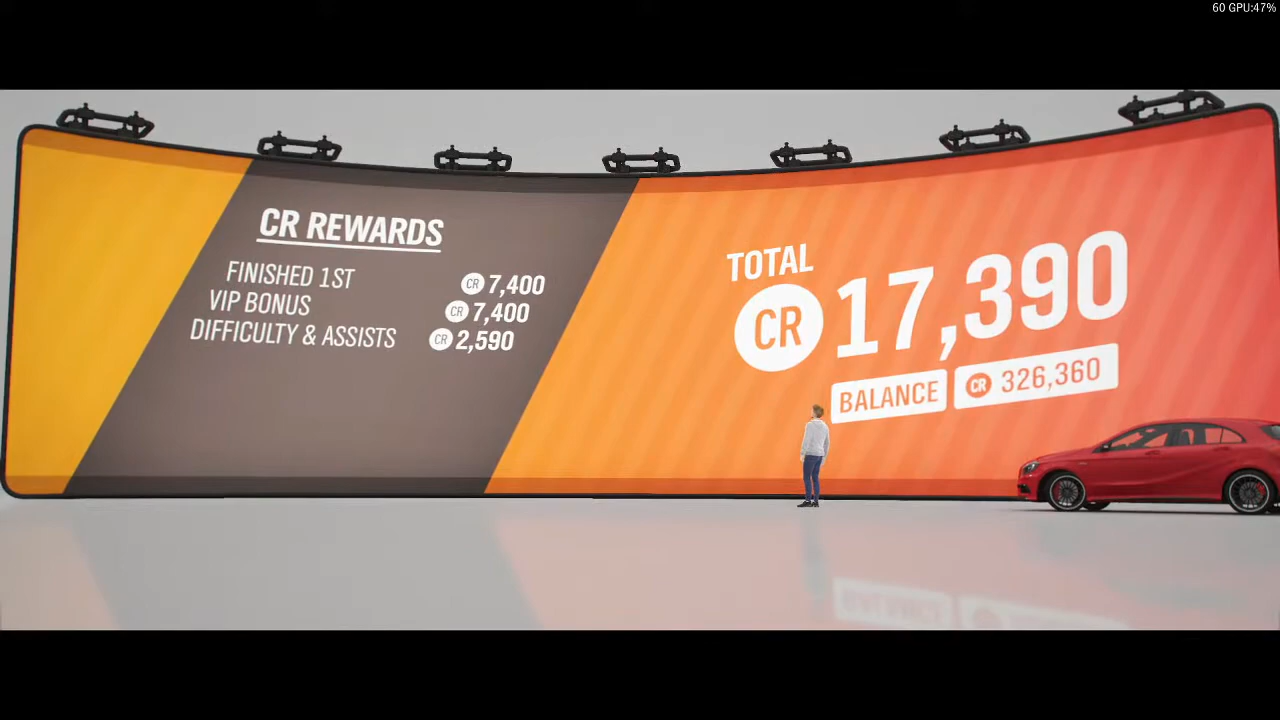 60 GPU:47%
CR REWARDS
FINISHED 1ST CR 7,400
VIP BONUS CR 7,400
DIFFICULTY & ASSISTS CR 2,590
TOTAL
CR 17,390
BALANCE CR 326,360